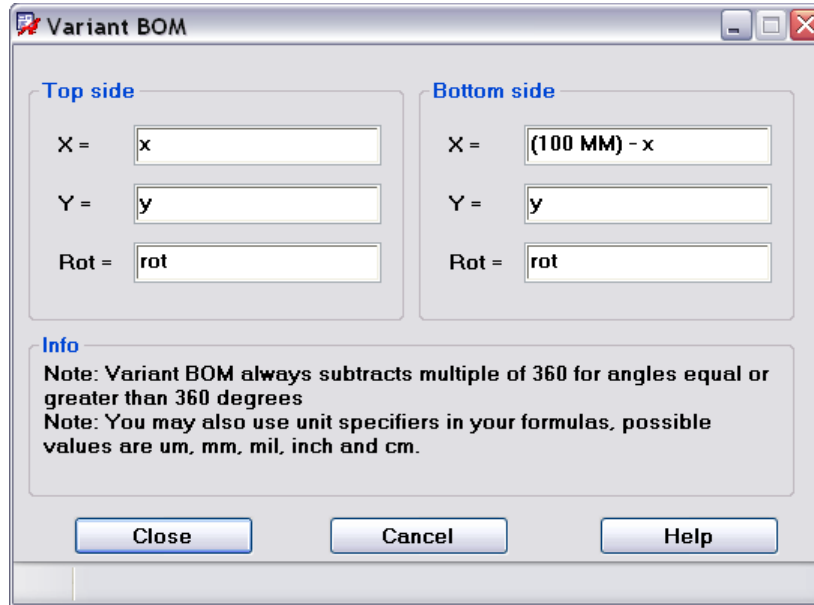 Variant BOM
Top side
X =
x
Y =
y
Rot =
rot
Bottom side
X =
(100 MM) - x
Y =
y
Rot =
rot
Info
Note: Variant BOM always subtracts multiple of 360 for angles equal or
greater than 360 degrees
Note: You may also use unit specifiers in your formulas, possible
values are um, mm, mil, inch and cm.
Close
Cancel
Help